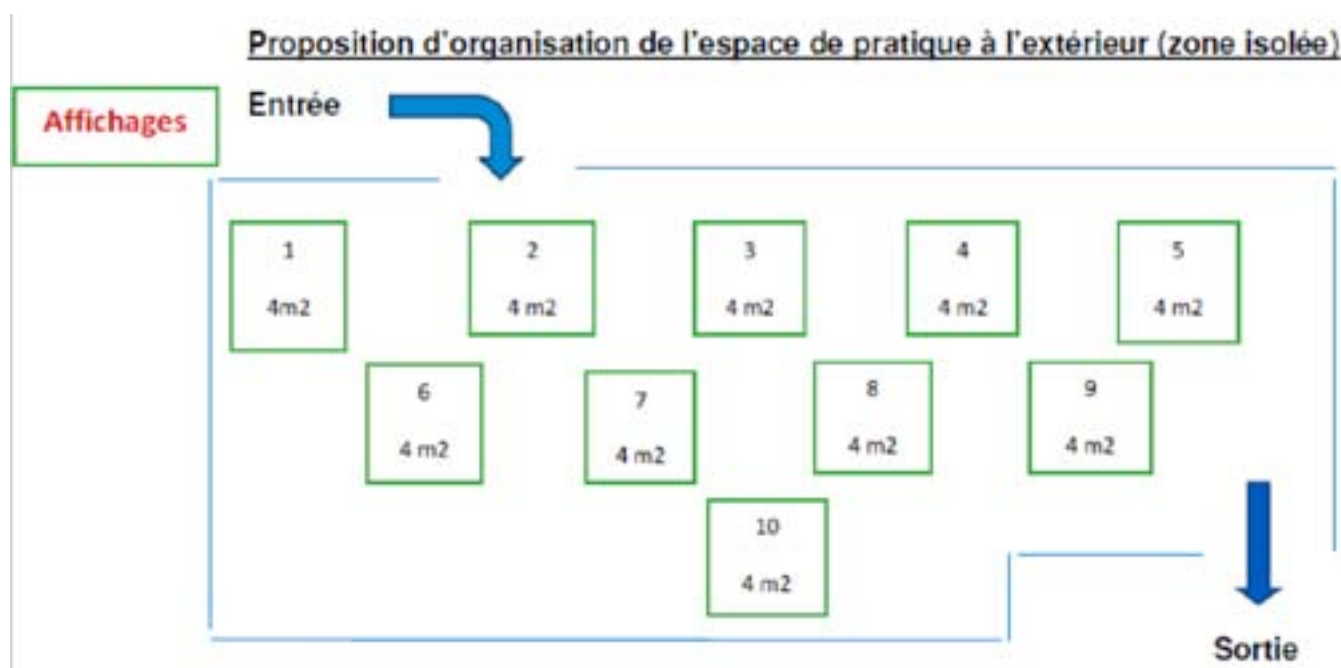 Proposition d'organisation de l'espace de pratique à l'extérieur (zone isolée)
Affichages
Entrée
1
4m2
2
4 m2
3
4 m2
4
4 m2
5
4 m2
6
4 m2
7
4 m2
8
4 m2
9
4 m2
10
4 m2
Sortie